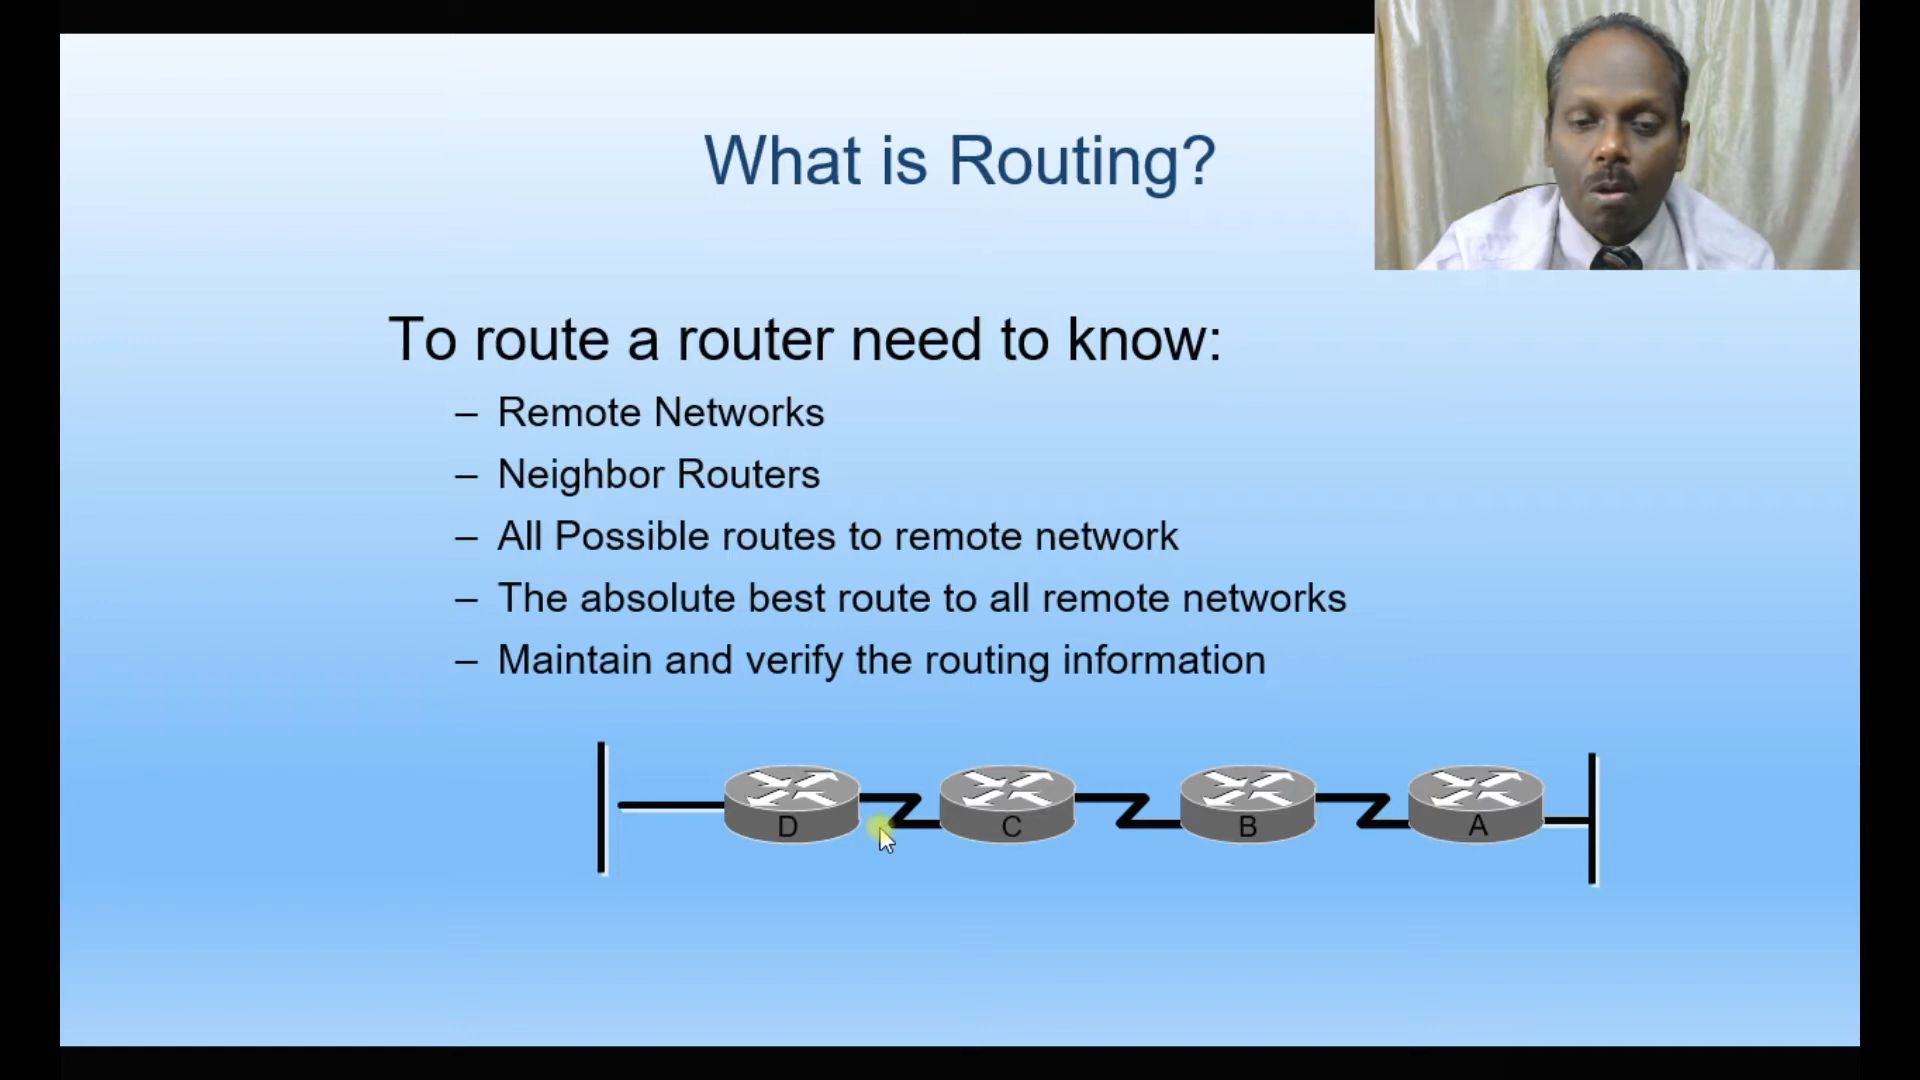 What is Routing?
To route a router need to know:
– Remote Networks
– Neighbor Routers
– All Possible routes to remote network
– The absolute best route to all remote networks
– Maintain and verify the routing information
D C B A